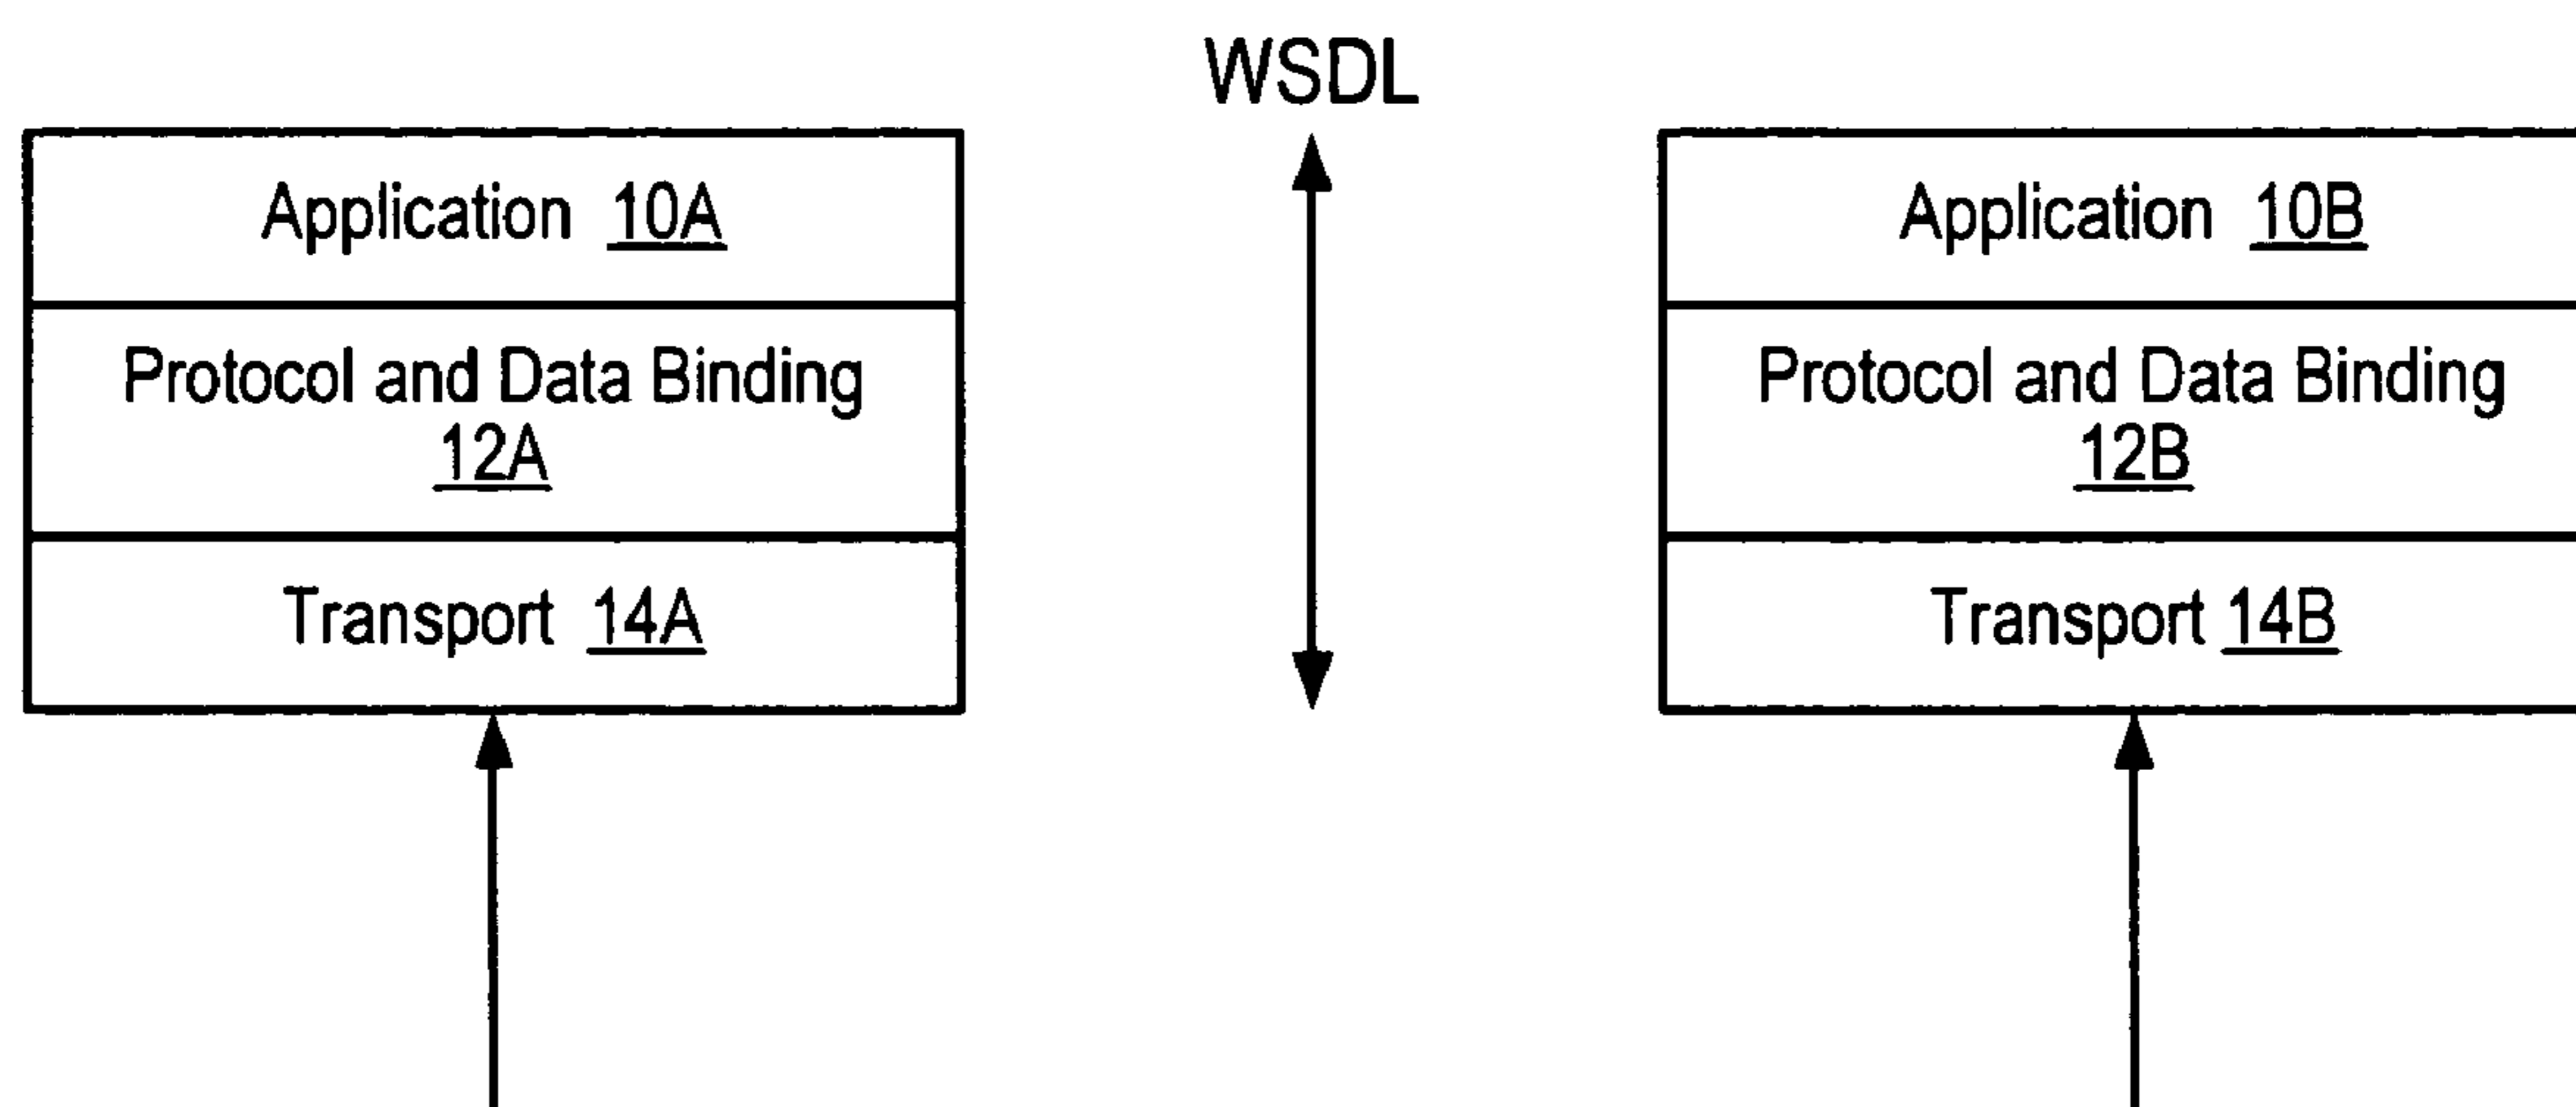 WSDL
Application 10A
Protocol and Data Binding
12A
Transport 14A
Application 10B
Protocol and Data Binding
12B
Transport 14B